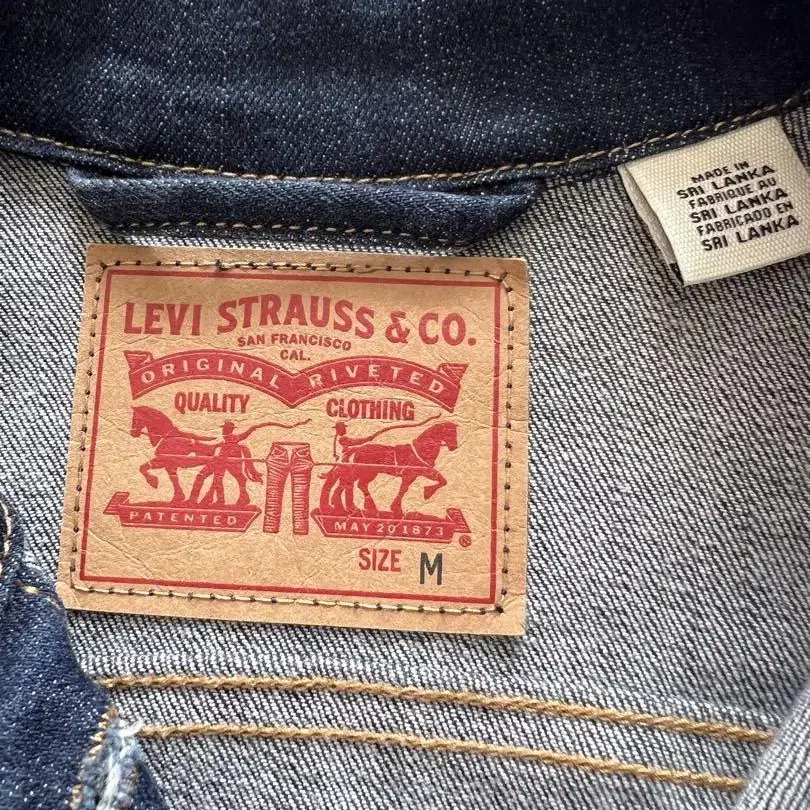 LEVI STRAUSS & CO.
SAN FRANCISCO
CAL.
ORIGINAL RIVETED
QUALITY CLOTHING
PATENTED MAY 20 1873
®
SIZE M
MADE IN
SRI LANKA
FABRIQUE AU
SRI LANKA
FABRICADO EN
SRI LANKA